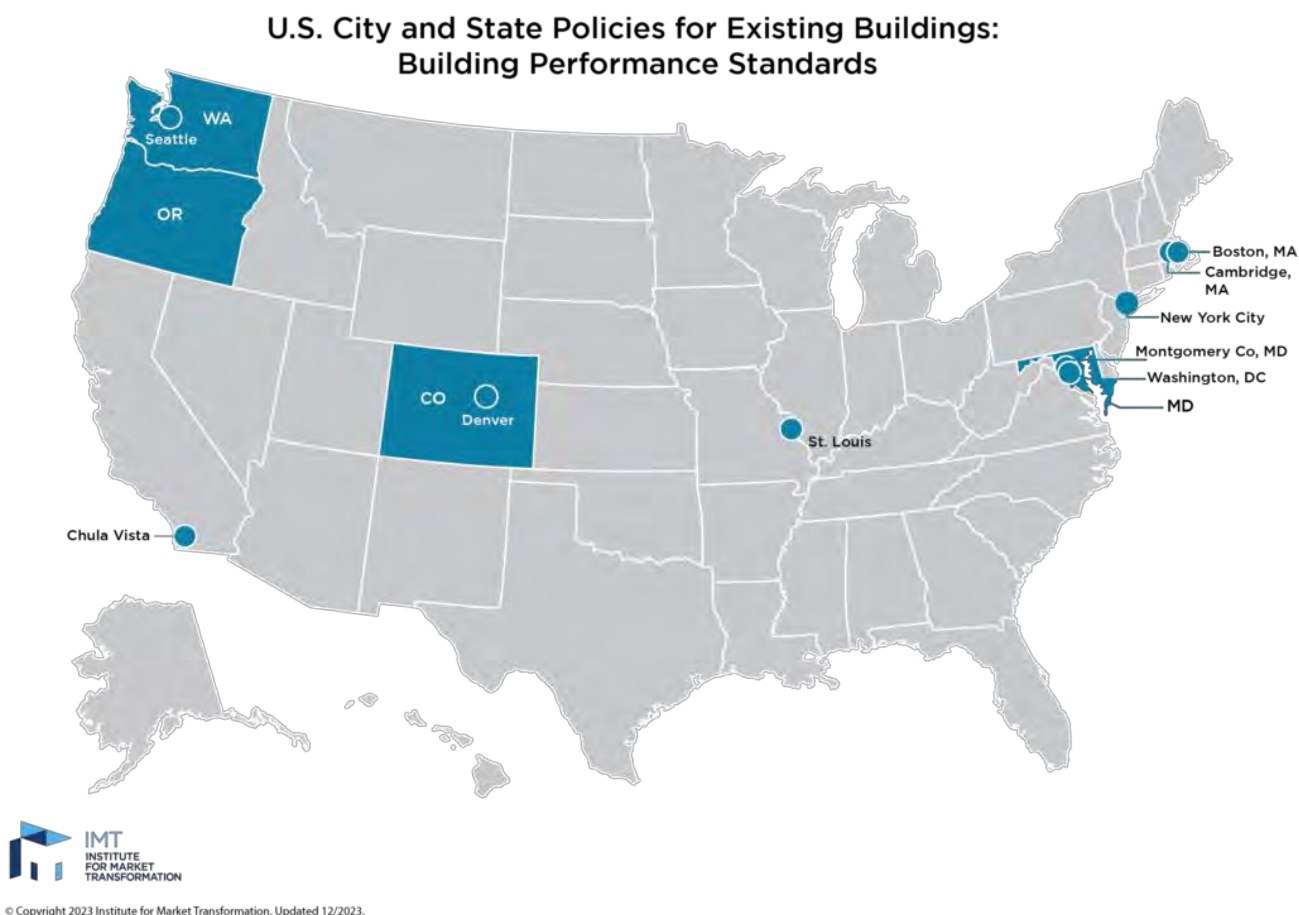 U.S. City and State Policies for Existing Buildings:
Building Performance Standards
WA
Seattle
OR
CO
Denver
Chula Vista
St. Louis
Boston, MA
Cambridge,
MA
New York City
Montgomery Co, MD
Washington, DC
MD
IMT
INSTITUTE
FOR MARKET
TRANSFORMATION
© Copyright 2023 Institute for Market Transformation. Updated 12/2023.